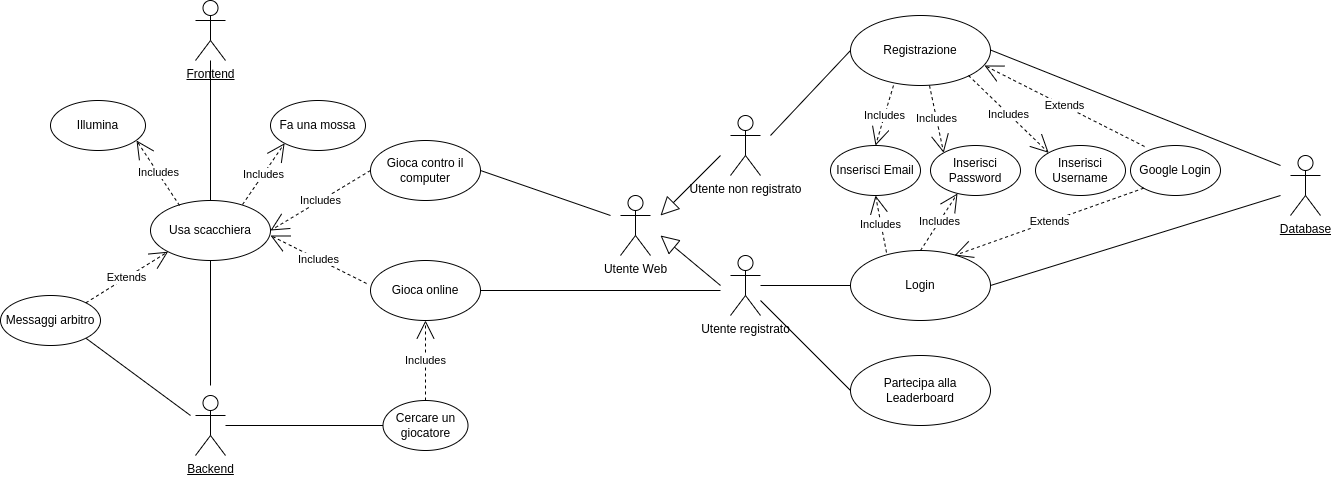 Frontend
Registrazione
Illumina
Fa una mossa
Extends
Includes
Includes
Includes
Gioca contro il
computer
Inserisci Email
Inserisci
Password
Inserisci
Username
Google Login
Includes
Includes
Utente non registrato
Includes
Includes
Includes
Extends
Database
Usa scacchiera
Utente Web
Includes
Extends
Gioca online
Login
Messaggi arbitro
Utente registrato
Includes
Partecipa alla
Leaderboard
Cercare un
giocatore
Backend